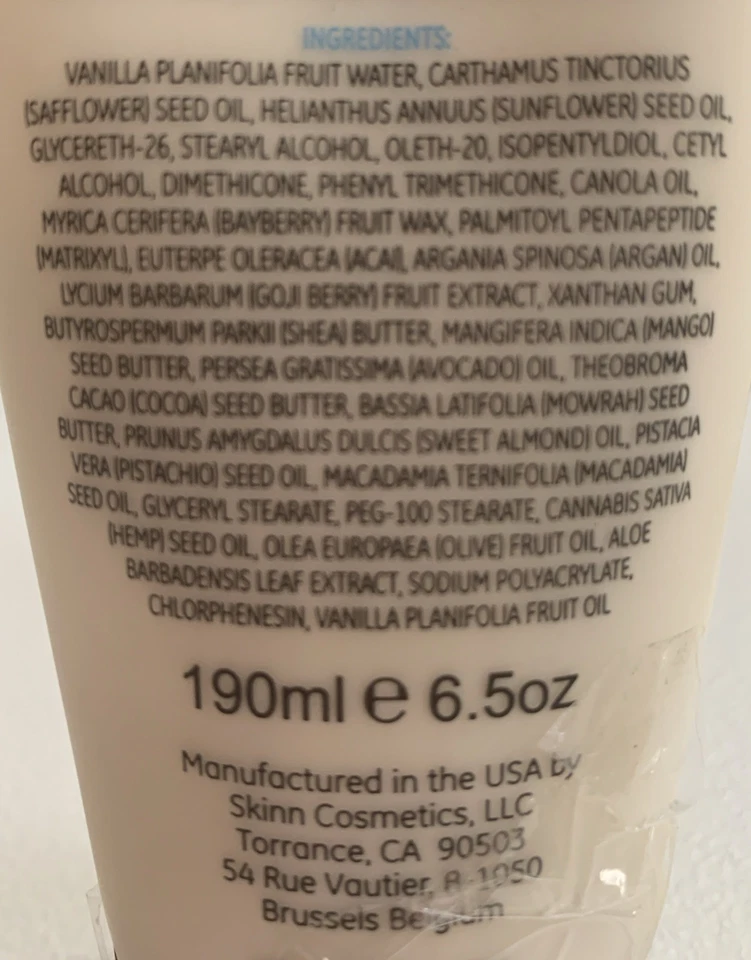 INGREDIENTS:
VANILLA PLANIFOLIA FRUIT WATER, CARTHAMUS TINCTORIUS
(SAFFLOWER) SEED OIL, HELIANTHUS ANNUUS (SUNFLOWER) SEED OIL,
GLYCERETH-26, STEARYL ALCOHOL, OLETH-20, ISOPENTYLDIOL, CETYL
ALCOHOL, DIMETHICONE, PHENYL TRIMETHICONE, CANOLA OIL,
MYRICA CERIFERA (BAYBERRY) FRUIT WAX, PALMITOYL PENTAPEPTIDE
(MATRIXYL), EUTERPE OLERACEA (ACAI), ARGANIA SPINOSA (ARGAN) OIL,
LYCIUM BARBARUM (GOJI BERRY) FRUIT EXTRACT, XANTHAN GUM,
BUTYROSPERMUM PARKII (SHEA) BUTTER, MANGIFERA INDICA (MANGO)
SEED BUTTER, PERSEA GRATISSIMA (AVOCADO) OIL, THEOBROMA
CACAO (COCOA) SEED BUTTER, BASSIA LATIFOLIA (MOWRAH) SEED
BUTTER, PRUNUS AMYGDALUS DULCIS (SWEET ALMOND) OIL, PISTACIA
VERA (PISTACHIO) SEED OIL, MACADAMIA TERNIFOLIA (MACADAMIA)
SEED OIL, GLYCERYL STEARATE, PEG-100 STEARATE, CANNABIS SATIVA
(HEMP) SEED OIL, OLEA EUROPAEA (OLIVE) FRUIT OIL, ALOE
BARBADENSIS LEAF EXTRACT, SODIUM POLYACRYLATE,
CHLORPHENESIN, VANILLA PLANIFOLIA FRUIT OIL
190ml e 6.5oz
Manufactured in the USA by
Skinn Cosmetics, LLC
Torrance, CA 90503
54 Rue Vautier, B-1050
Brussels Belgium